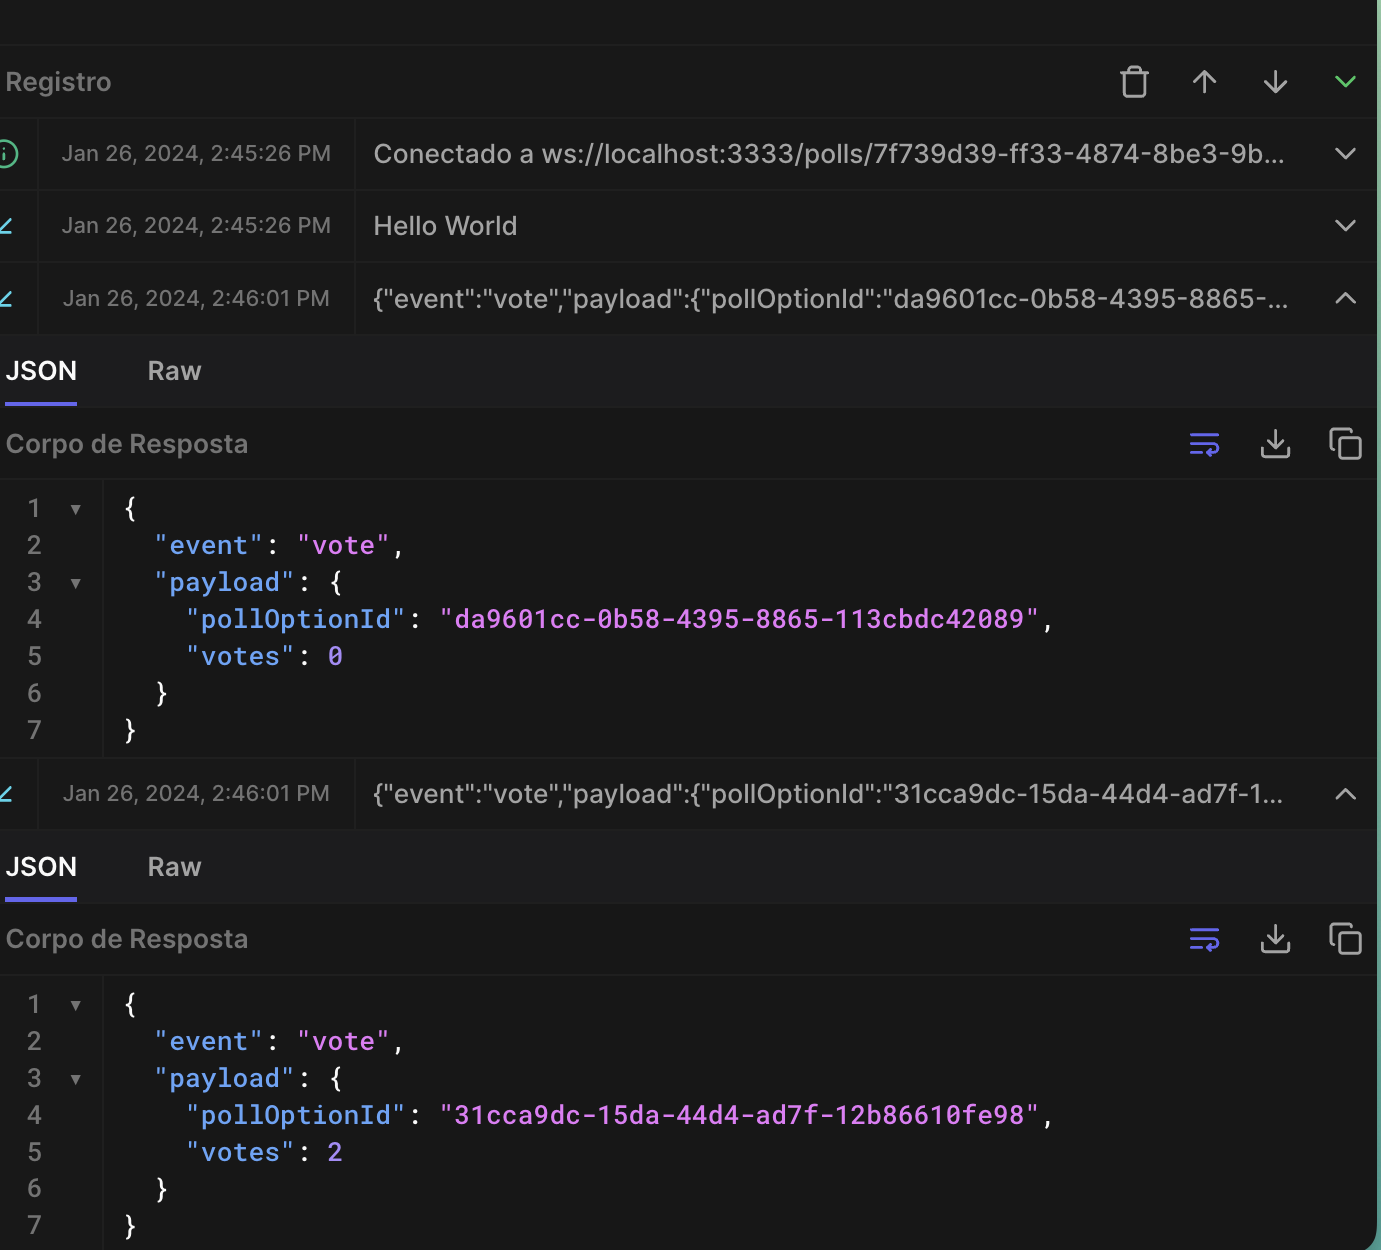 Registro
Jan 26, 2024, 2:45:26 PM Conectado a ws://localhost:3333/polls/7f739d39-ff33-4874-8be3-9b...
Jan 26, 2024, 2:45:26 PM Hello World
Jan 26, 2024, 2:46:01 PM {"event":"vote","payload":{"pollOptionId":"da9601cc-0b58-4395-8865-...
JSON Raw
Corpo de Resposta
1 {
2 "event": "vote",
3 "payload": {
4 "pollOptionId": "da9601cc-0b58-4395-8865-113cbdc42089",
5 "votes": 0
6 }
7 }
Jan 26, 2024, 2:46:01 PM {"event":"vote","payload":{"pollOptionId":"31cca9dc-15da-44d4-ad7f-1...
JSON Raw
Corpo de Resposta
1 {
2 "event": "vote",
3 "payload": {
4 "pollOptionId": "31cca9dc-15da-44d4-ad7f-12b86610fe98",
5 "votes": 2
6 }
7 }